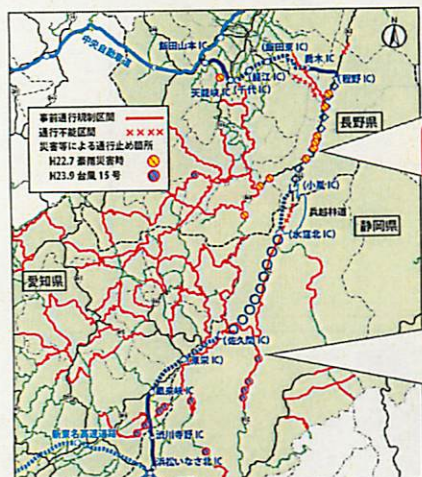 中央自動車道
飯田山本 IC
(飯田東 IC)
喬木 IC
(程野 IC)
(龍江 IC)
(千代 IC)
天龍峡 IC
事前通行規制区間
通行不能区間
災害等による通行止め箇所
H22.7 豪雨災害時
H23.9 台風 15 号
長野県
(小嵐 IC)
兵越林道
静岡県
(水窪北 IC)
愛知県
(佐久間 IC)
(東栄 IC)
鳳来峡 IC
新東名高速道路
渋川寺野 IC
浜松いなさ北 IC
N